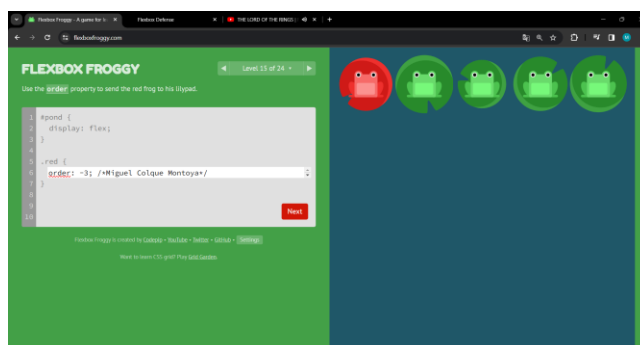 Flexbox Froggy - A game for le
Flexbox Defense
THE LORD OF THE RINGS
flexboxfroggy.com
FLEXBOX FROGGY
Level 15 of 24
Use the order property to send the red frog to his lilypad.
1 #pond {
2 display: flex;
3 }
4
5 .red {
6 order: -3; /*Miguel Colque Montoya*/
7 }
8
9
10
Next
Flexbox Froggy is created by Codepip • YouTube • Twitter • GitHub • Settings
Want to learn CSS grid? Play Grid Garden.